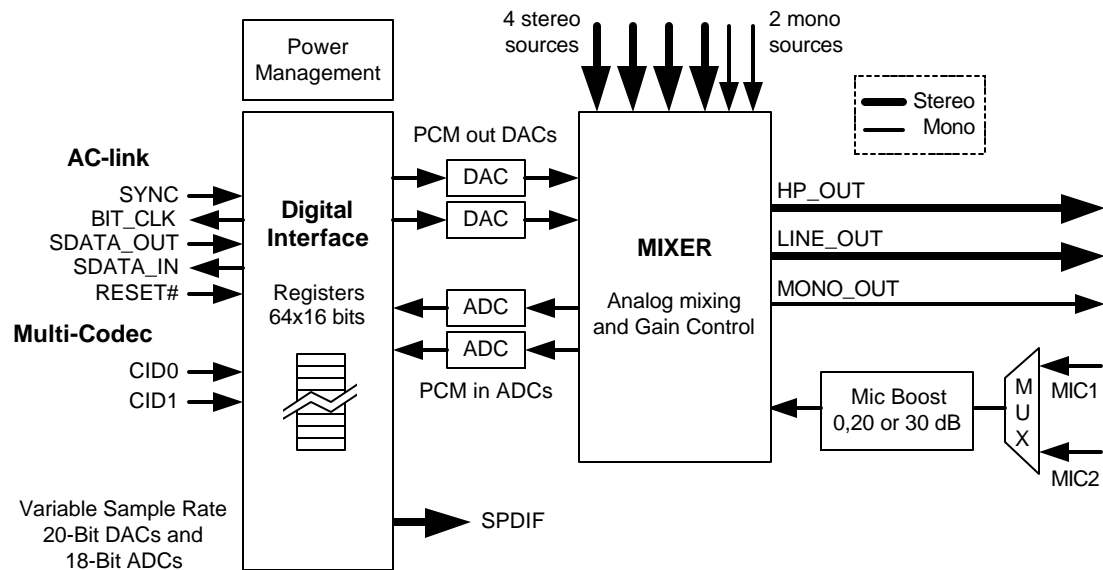 4 stereo
sources
2 mono
sources
Power
Management
Stereo
Mono
PCM out DACs
AC-link
DAC
SYNC
HP_OUT
BIT_CLK
Digital
Interface
DAC
SDATA_OUT
MIXER
LINE_OUT
SDATA_IN
RESET#
Registers
64x16 bits
ADC
Analog mixing
and Gain Control
MONO_OUT
Multi-Codec
ADC
CID0
PCM in ADCs
CID1
Mic Boost
0,20 or 30 dB
M
U
X
MIC1
MIC2
Variable Sample Rate
20-Bit DACs and
18-Bit ADCs
SPDIF